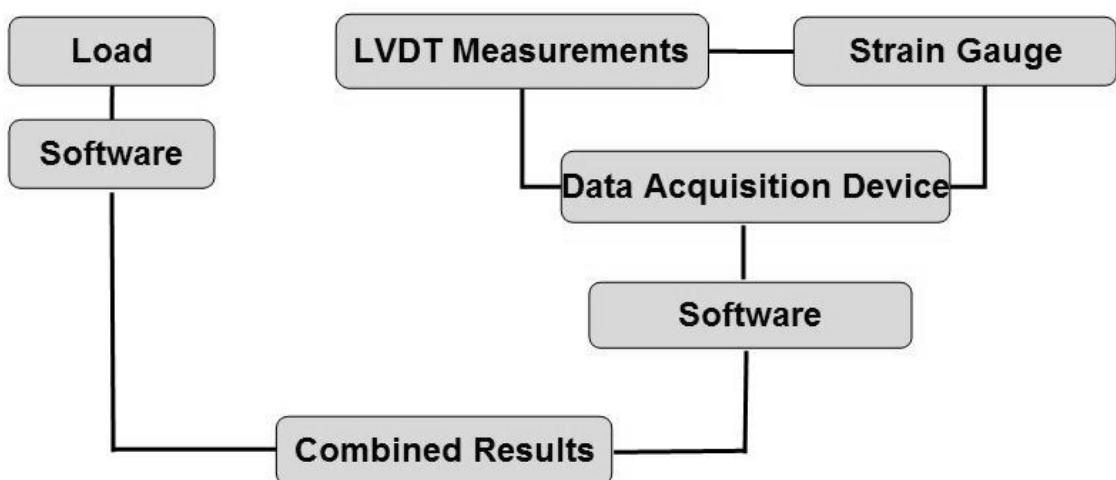 Load
LVDT Measurements
Strain Gauge
Software
Data Acquisition Device
Software
Combined Results